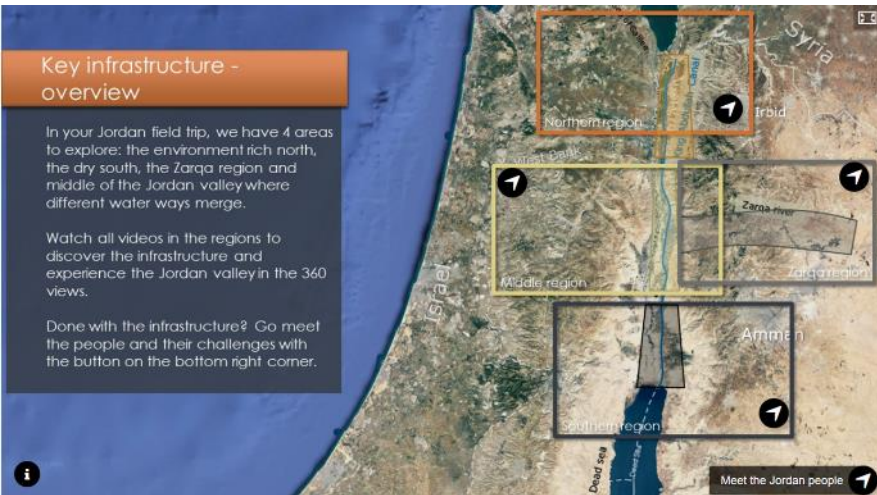 Key infrastructure -
overview
In your Jordan field trip, we have 4 areas
to explore: the environment rich north,
the dry south, the Zarqa region and
middle of the Jordan valley where
different water ways merge.
Watch all videos in the regions to
discover the infrastructure and
experience the Jordan valley in the 360
views.
Done with the infrastructure? Go meet
the people and their challenges with
the button on the bottom right corner.
Syria
Canal
Irbid
Northern region
West Bank
Zarqa river
Middle region
Zarqa region
Israel
Amman
Southern region
Dead sea
Dead Sea
Meet the Jordan people
i